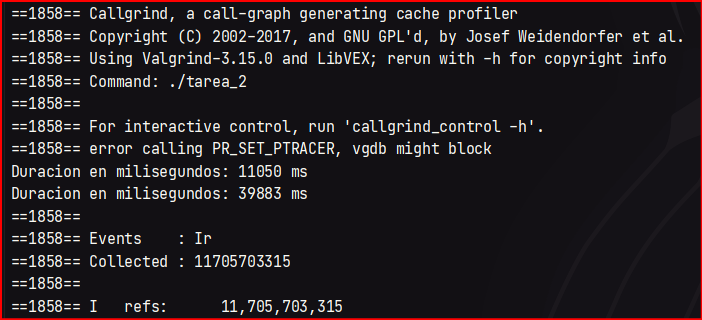 ==1858== Callgrind, a call-graph generating cache profiler
==1858== Copyright (C) 2002-2017, and GNU GPL'd, by Josef Weidendorfer et al.
==1858== Using Valgrind-3.15.0 and LibVEX; rerun with -h for copyright info
==1858== Command: ./tarea_2
==1858==
==1858== For interactive control, run 'callgrind_control -h'.
==1858== error calling PR_SET_PTRACER, vgdb might block
Duracion en milisegundos: 11050 ms
Duracion en milisegundos: 39883 ms
==1858==
==1858== Events    : Ir
==1858== Collected : 11705703315
==1858==
==1858== I   refs:      11,705,703,315